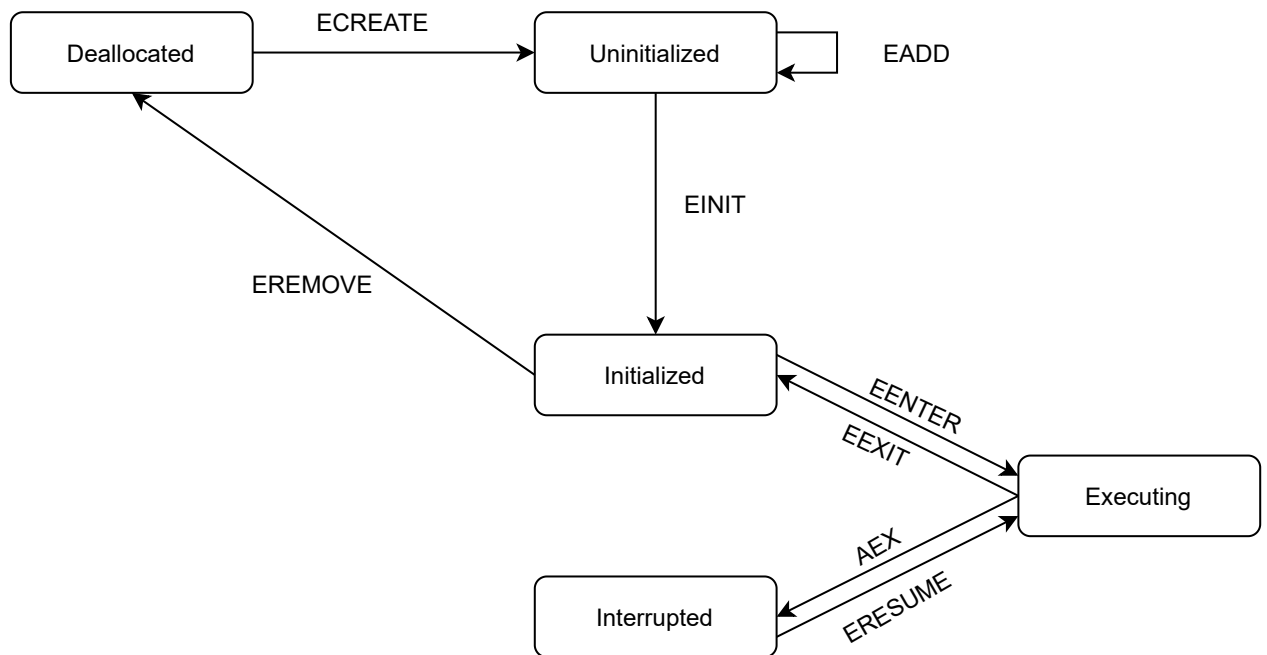 ECREATE
Deallocated
Uninitialized
EADD
EINIT
EREMOVE
Initialized
EENTER
EEXIT
Executing
AEX
ERESUME
Interrupted